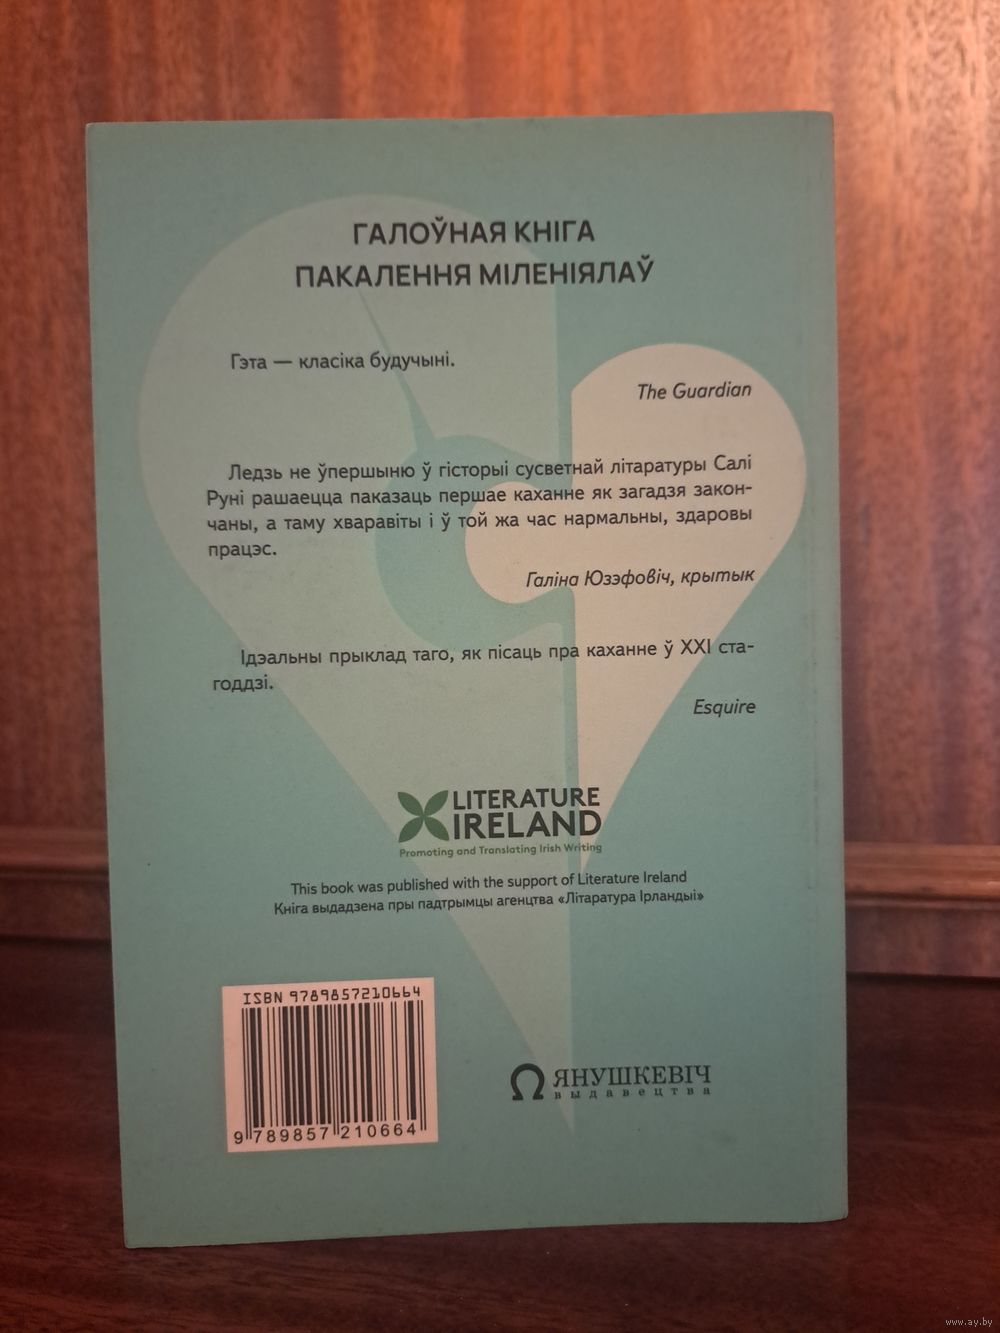 ГАЛОЎНАЯ КНІГА
ПАКАЛЕННЯ МІЛЕНІЯЛАЎ
Гэта — класіка будучыні.
The Guardian
Ледзь не ўпершыню ў гісторыі сусветнай літаратуры Салі
Руні рашаецца паказаць першае каханне як загадзя закон-
чаны, а таму хваравіты і ў той жа час нармальны, здаровы
працэс.
Галіна Юзэфовіч, крытык
Ідэальны прыклад таго, як пісаць пра каханне ў XXI ста-
годдзі.
Esquire
LITERATURE
IRELAND
Promoting and Translating Irish Writing
This book was published with the support of Literature Ireland
Кніга выдадзена пры падтрымцы агенцтва «Літаратура Ірландыі»
ISBN 9789857210664
9 789857 210664
ЯНУШКЕВІЧ
выдавецтва
www.ay.by